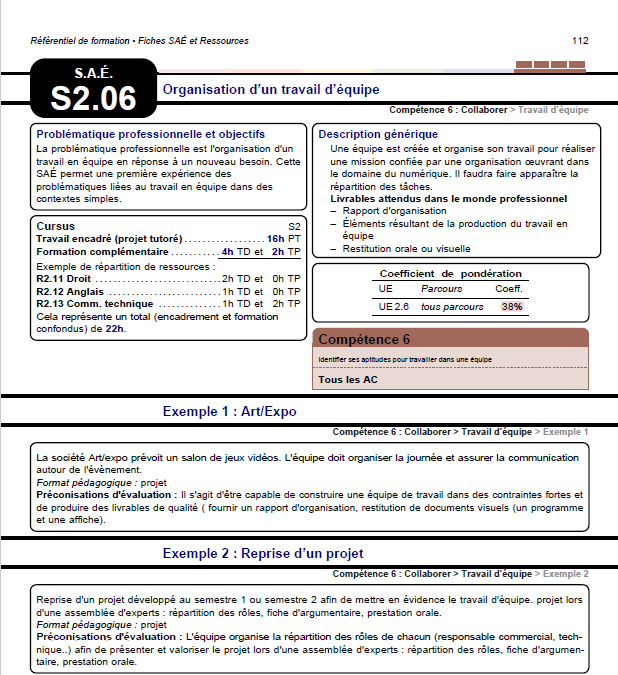 Référentiel de formation • Fiches SAÉ et Ressources
112
S.A.É.
S2.06
Organisation d'un travail d'équipe
Compétence 6 : Collaborer > Travail d'équipe
Problématique professionnelle et objectifs
La problématique professionnelle est l'organisation d'un
travail en équipe en réponse à un nouveau besoin. Cette
SAÉ permet une première expérience des
problématiques liées au travail en équipe dans des
contextes simples.
Cursus S2
Travail encadré (projet tutoré) .................. 16h PT
Formation complémentaire ........... 4h TD et 2h TP
Exemple de répartition de ressources :
R2.11 Droit ............................ 2h TD et 0h TP
R2.12 Anglais ......................... 1h TD et 0h TP
R2.13 Comm. technique ............. 1h TD et 2h TP
Cela représente un total (encadrement et formation
confondus) de 22h.
Description générique
Une équipe est créée et organise son travail pour réaliser
une mission confiée par une organisation œuvrant dans
le domaine du numérique. Il faudra faire apparaître la
répartition des tâches.
Livrables attendus dans le monde professionnel
– Rapport d'organisation
– Éléments résultant de la production du travail en
équipe
– Restitution orale ou visuelle
Coefficient de pondération
UE Parcours Coeff.
UE 2.6 tous parcours 38%
Compétence 6
Identifier ses aptitudes pour travailler dans une équipe
Tous les AC
Exemple 1 : Art/Expo
Compétence 6 : Collaborer > Travail d'équipe > Exemple 1
La société Art/expo prévoit un salon de jeux vidéos. L'équipe doit organiser la journée et assurer la communication
autour de l'évènement.
Format pédagogique : projet
Préconisations d'évaluation : Il s'agit d'être capable de construire une équipe de travail dans des contraintes fortes et
de produire des livrables de qualité ( fournir un rapport d'organisation, restitution de documents visuels (un programme
et une affiche).
Exemple 2 : Reprise d'un projet
Compétence 6 : Collaborer > Travail d'équipe > Exemple 2
Reprise d'un projet développé au semestre 1 ou semestre 2 afin de mettre en évidence le travail d'équipe. projet lors
d'une assemblée d'experts : répartition des rôles, fiche d'argumentaire, prestation orale.
Format pédagogique : projet
Préconisations d'évaluation : L'équipe organise la répartition des rôles de chacun (responsable commercial, tech-
nique..) afin de présenter et valoriser le projet lors d'une assemblée d'experts : répartition des rôles, fiche d'argumen-
taire, prestation orale.